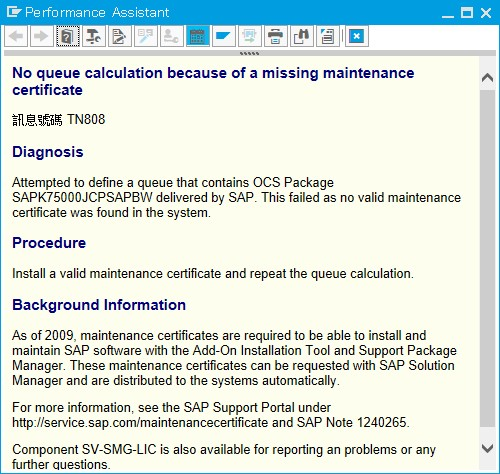 Performance Assistant
No queue calculation because of a missing maintenance
certificate
訊息號碼 TN808
Diagnosis
Attempted to define a queue that contains OCS Package
SAPK75000JCPSAPBW delivered by SAP. This failed as no valid maintenance
certificate was found in the system.
Procedure
Install a valid maintenance certificate and repeat the queue calculation.
Background Information
As of 2009, maintenance certificates are required to be able to install and
maintain SAP software with the Add-On Installation Tool and Support Package
Manager. These maintenance certificates can be requested with SAP Solution
Manager and are distributed to the systems automatically.
For more information, see the SAP Support Portal under
http://service.sap.com/maintenancecertificate and SAP Note 1240265.
Component SV-SMG-LIC is also available for reporting an problems or any
further questions.